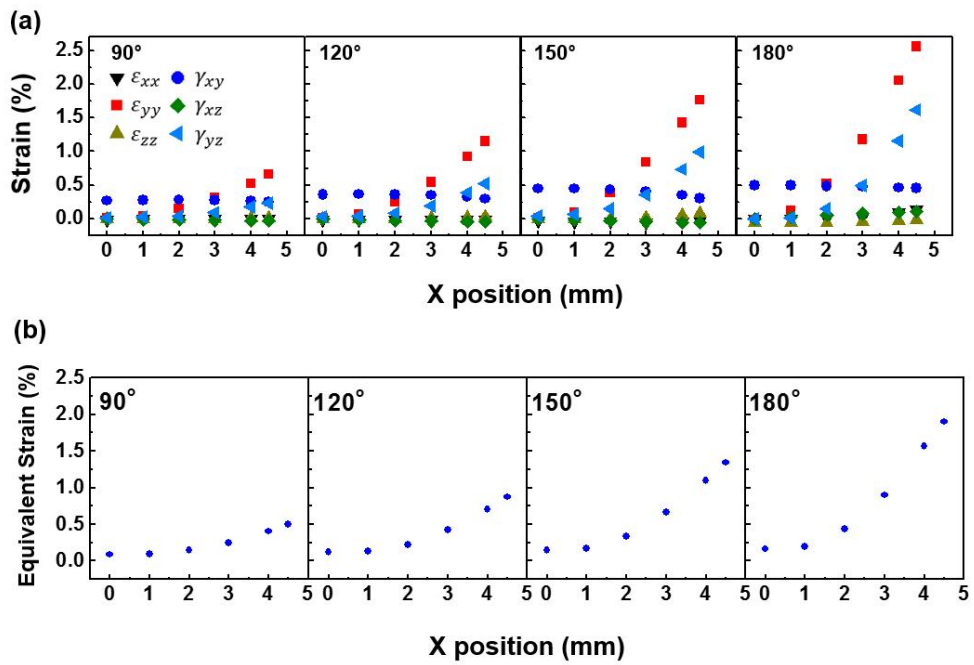 (a)
90° 120° 150° 180°
εxx γxy
εyy γxz
εzz γyz
Strain (%)
2.5
2.0
1.5
1.0
0.5
0.0
0 1 2 3 4 5 0 1 2 3 4 5 0 1 2 3 4 5 0 1 2 3 4 5
X position (mm)
(b)
90° 120° 150° 180°
Equivalent Strain (%)
2.5
2.0
1.5
1.0
0.5
0.0
0 1 2 3 4 5 0 1 2 3 4 5 0 1 2 3 4 5 0 1 2 3 4 5
X position (mm)